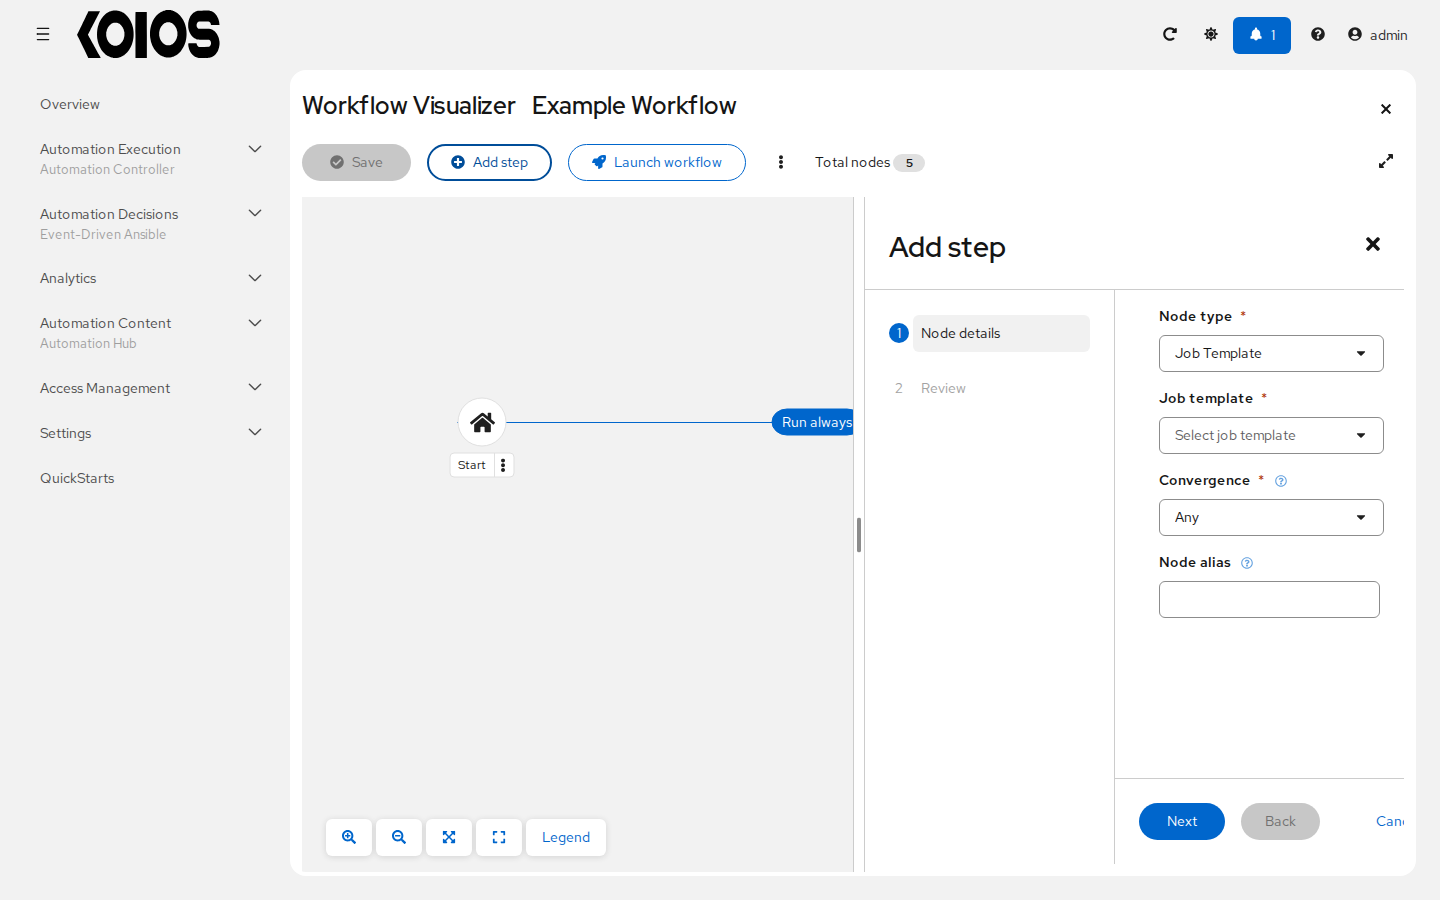 KOIOS
1
admin
Overview
Automation Execution
Automation Controller
Automation Decisions
Event-Driven Ansible
Analytics
Automation Content
Automation Hub
Access Management
Settings
QuickStarts
Workflow Visualizer Example Workflow
Save
Add step
Launch workflow
Total nodes 5
Start
Run always
Legend
Add step
1 Node details
2 Review
Node type *
Job Template
Job template *
Select job template
Convergence *
Any
Node alias
Next
Back
Canc